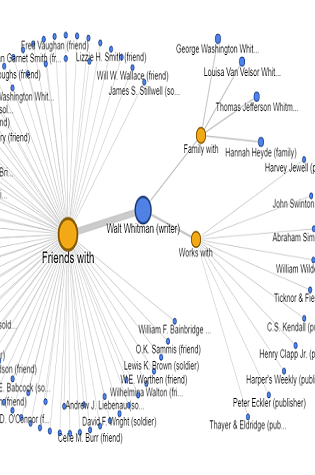 George Washington Whit...
Fred Vaughan (friend)
Garnet Smith (fr...
Lizzie H. Smith (friend)
Louisa Van Velsor Whit...
oughs (friend)
Will W. Wallace (friend)
James S. Stillwell (so...
Washington Whit...
Thomas Jefferson Whitm...
ry (friend)
Family with
Hannah Heyde (family)
Harvey Jewell (p
Bri...
John Swinton
Walt Whitman (writer)
Abraham Sim
Works with
Friends with
William Wilde
Ticknor & Fie
sold...
William F. Bainbridge ...
C.S. Kendall (pu
O.K. Sammis (friend)
Henry Clapp Jr. (p
Lewis K. Brown (soldier)
dson (friend)
W.E. Worthen (friend)
Harper's Weekly (publi
E. Babcock (so...
Wilhelmina Walton (fri...
(friend)
Andrew J. Liebenau (so...
Peter Eckler (publisher)
D. O'Connor (f...
David F. Wright (soldier)
Thayer & Eldridge (pub...
Celie M. Burr (friend)